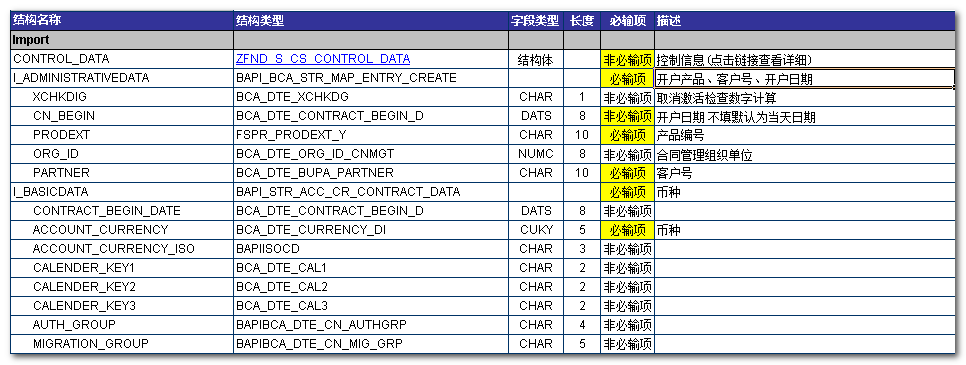 结构名称 结构类型 字段类型 长度 必输项 描述
Import
CONTROL_DATA ZFND_S_CS_CONTROL_DATA 结构体 非必输项 控制信息(点击链接查看详细)
I_ADMINISTRATIVEDATA BAPI_BCA_STR_MAP_ENTRY_CREATE 必输项 开户产品、客户号、开户日期
XCHKDIG BCA_DTE_XCHKDG CHAR 1 非必输项 取消激活检查数字计算
CN_BEGIN BCA_DTE_CONTRACT_BEGIN_D DATS 8 非必输项 开户日期 不填默认为当天日期
PRODEXT FSPR_PRODEXT_Y CHAR 10 必输项 产品编号
ORG_ID BCA_DTE_ORG_ID_CNMGT NUMC 8 非必输项 合同管理组织单位
PARTNER BCA_DTE_BUPA_PARTNER CHAR 10 必输项 客户号
I_BASICDATA BAPI_STR_ACC_CR_CONTRACT_DATA 必输项 币种
CONTRACT_BEGIN_DATE BCA_DTE_CONTRACT_BEGIN_D DATS 8 非必输项
ACCOUNT_CURRENCY BCA_DTE_CURRENCY_DI CUKY 5 必输项 币种
ACCOUNT_CURRENCY_ISO BAPIISOCD CHAR 3 非必输项
CALENDER_KEY1 BCA_DTE_CAL1 CHAR 2 非必输项
CALENDER_KEY2 BCA_DTE_CAL2 CHAR 2 非必输项
CALENDER_KEY3 BCA_DTE_CAL3 CHAR 2 非必输项
AUTH_GROUP BAPIBCA_DTE_CN_AUTHGRP CHAR 4 非必输项
MIGRATION_GROUP BAPIBCA_DTE_CN_MIG_GRP CHAR 5 非必输项